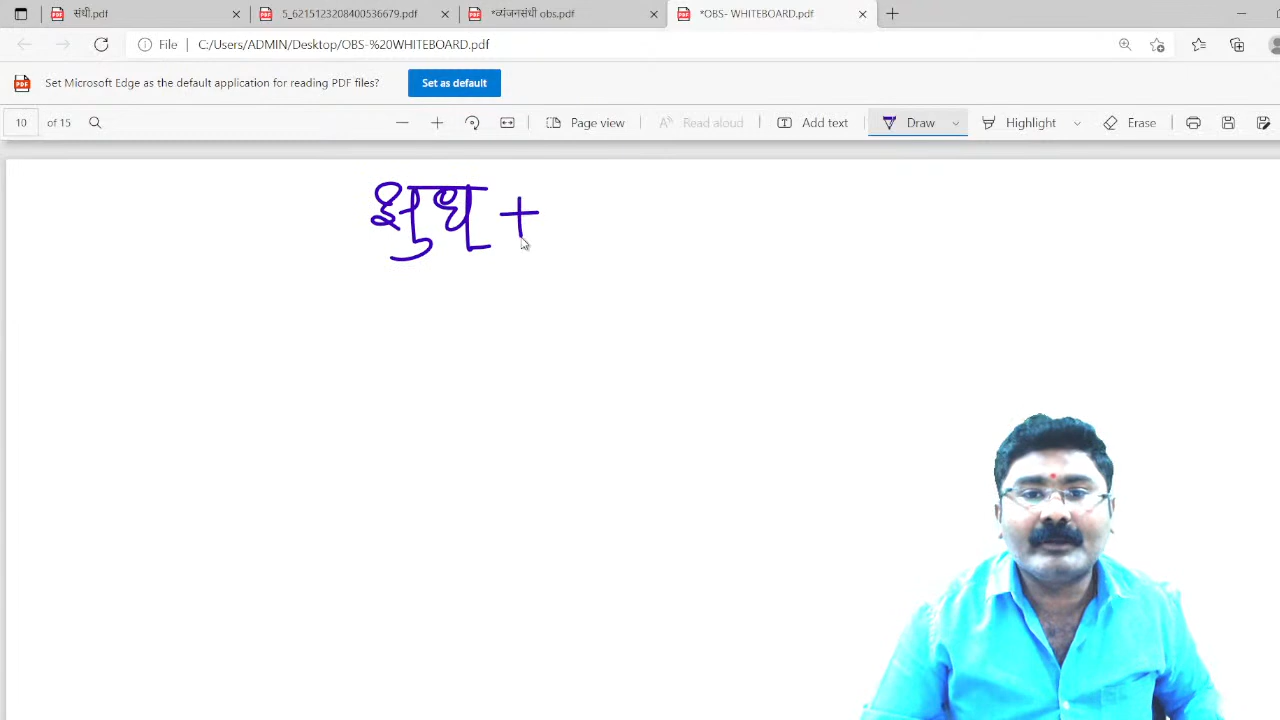 संधी.pdf 5_6215123208400536679.pdf *व्यंजनसंधी obs.pdf *OBS- WHITEBOARD.pdf
File C:/Users/ADMIN/Desktop/OBS-%20WHITEBOARD.pdf
Set Microsoft Edge as the default application for reading PDF files? Set as default
10 of 15 Page view Read aloud Add text Draw Highlight Erase
क्षुध् +